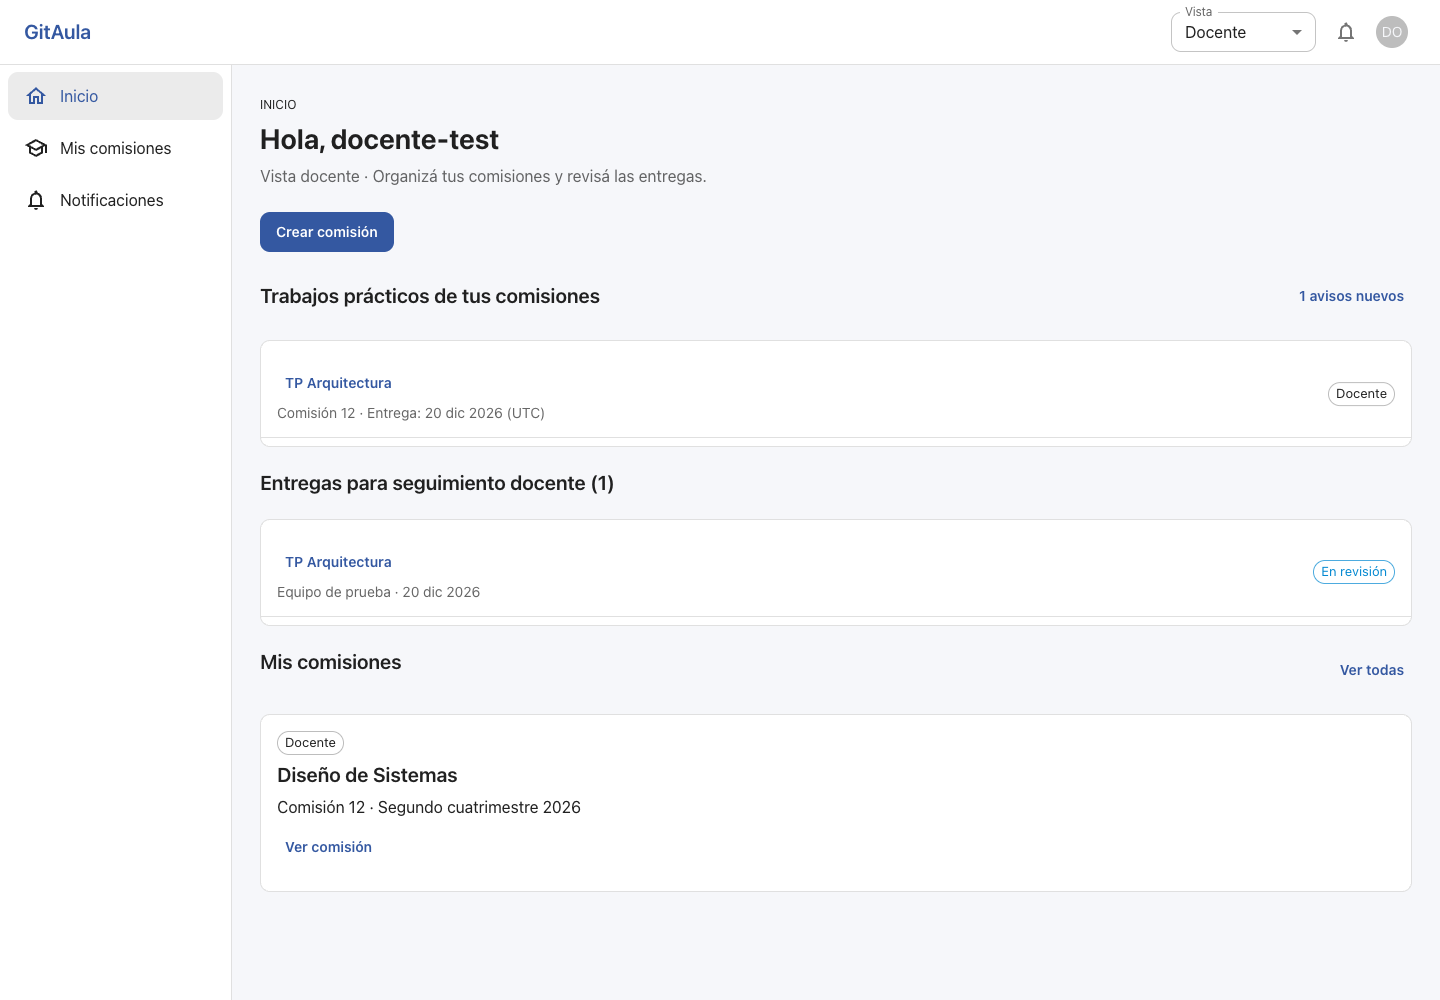 GitAula
Vista
Docente
DO
Inicio
Mis comisiones
Notificaciones
INICIO
Hola, docente-test
Vista docente · Organizá tus comisiones y revisá las entregas.
Crear comisión
Trabajos prácticos de tus comisiones
1 avisos nuevos
TP Arquitectura
Comisión 12 · Entrega: 20 dic 2026 (UTC)
Docente
Entregas para seguimiento docente (1)
TP Arquitectura
Equipo de prueba · 20 dic 2026
En revisión
Mis comisiones
Ver todas
Docente
Diseño de Sistemas
Comisión 12 · Segundo cuatrimestre 2026
Ver comisión